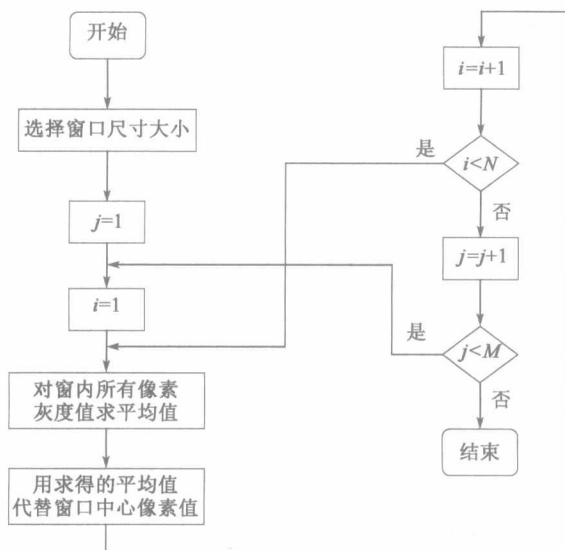 开始
选择窗口尺寸大小
j=1
i=1
对窗内所有像素
灰度值求平均值
用求得的平均值
代替窗口中心像素值
i=i+1
是
i<N
否
j=j+1
是
j<M
否
结束